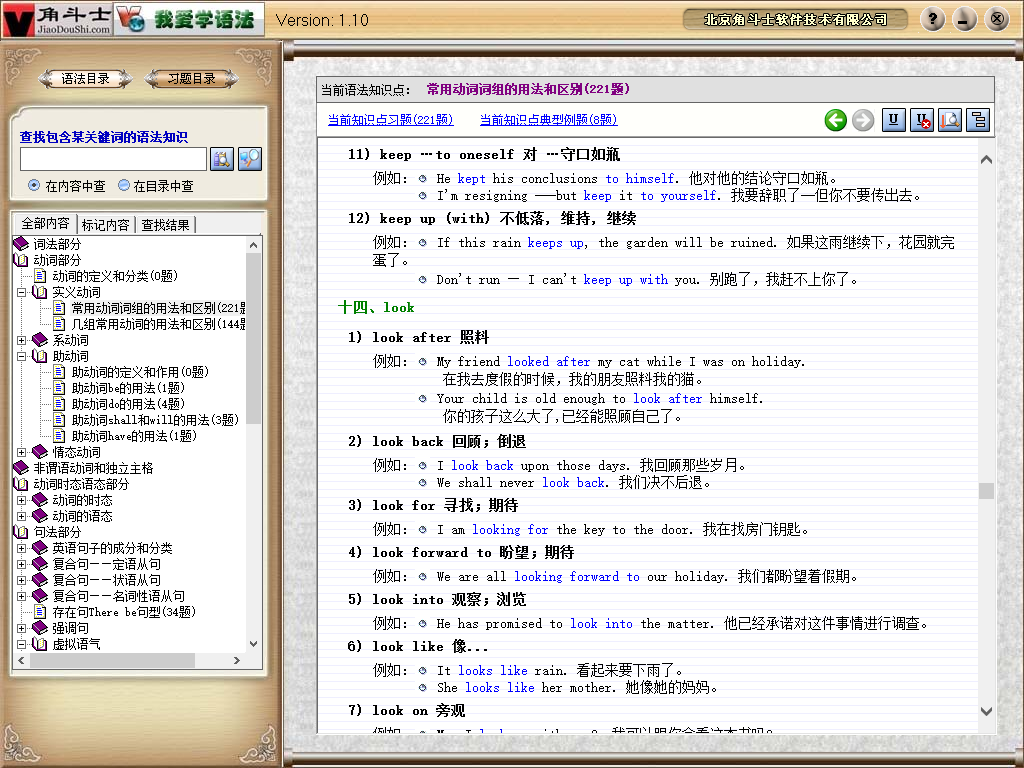 角斗士
JiaoDouShi.com
我爱学语法
Version: 1.10
北京角斗士软件技术有限公司
语法目录
习题目录
查找包含某关键词的语法知识
在内容中查
在目录中查
全部内容
标记内容
查找结果
词法部分
动词部分
动词的定义和分类(0题)
实义动词
常用动词词组的用法和区别(221题
几组常用动词的用法和区别(144题
系动词
助动词
助动词的定义和作用(0题)
助动词be的用法(1题)
助动词do的用法(4题)
助动词shall和will的用法(3题)
助动词have的用法(1题)
情态动词
非谓语动词和独立主格
动词时态语态部分
动词的时态
动词的语态
句法部分
英语句子的成分和分类
复合句——定语从句
复合句——状语从句
复合句——名词性语从句
存在句There be句型(34题)
强调句
虚拟语气
当前语法知识点： 常用动词词组的用法和区别(221题)
当前知识点习题(221题)
当前知识点典型例题(8题)
11) keep …to oneself 对 …守口如瓶
例如： He kept his conclusions to himself. 他对他的结论守口如瓶。
I'm resigning ——but keep it to yourself. 我要辞职了－但你不要传出去。
12) keep up (with) 不低落, 维持, 继续
例如： If this rain keeps up, the garden will be ruined. 如果这雨继续下，花园就完
蛋了。
Don't run — I can't keep up with you. 别跑了，我赶不上你了。
十四、look
1) look after 照料
例如： My friend looked after my cat while I was on holiday.
在我去度假的时候，我的朋友照料我的猫。
Your child is old enough to look after himself.
你的孩子这么大了,已经能照顾自己了。
2) look back 回顾；倒退
例如： I look back upon those days. 我回顾那些岁月。
We shall never look back. 我们决不后退。
3) look for 寻找；期待
例如： I am looking for the key to the door. 我在找房门钥匙。
4) look forward to 盼望；期待
例如： We are all looking forward to our holiday. 我们都盼望着假期。
5) look into 观察；浏览
例如： He has promised to look into the matter. 他已经承诺对这件事情进行调查。
6) look like 像...
例如： It looks like rain. 看起来要下雨了。
She looks like her mother. 她像她的妈妈。
7) look on 旁观